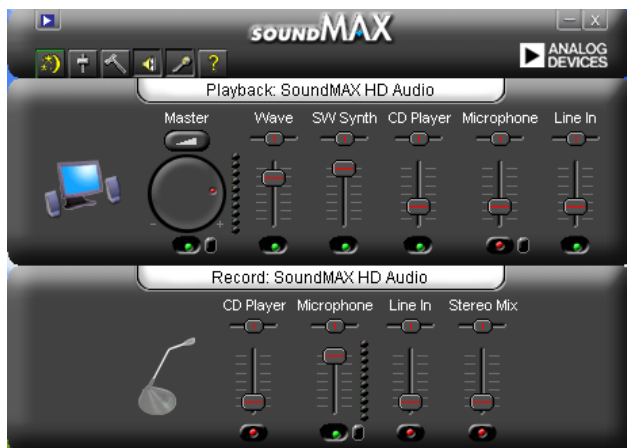 SOUNDMAX
?
ANALOG
DEVICES
Playback: SoundMAX HD Audio
Master Wave SW Synth CD Player Microphone Line In
- +
Record: SoundMAX HD Audio
CD Player Microphone Line In Stereo Mix